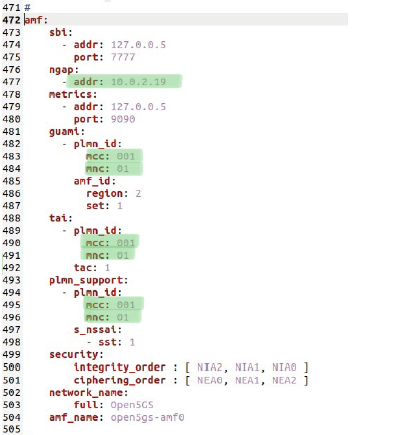 471 #
472 amf:
473 sbi:
474 - addr: 127.0.0.5
475 port: 7777
476 ngap:
477 - addr: 10.0.2.19
478 metrics:
479 - addr: 127.0.0.5
480 port: 9090
481 guami:
482 - plmn_id:
483 mcc: 001
484 mnc: 01
485 amf_id:
486 region: 2
487 set: 1
488 tai:
489 - plmn_id:
490 mcc: 001
491 mnc: 01
492 tac: 1
493 plmn_support:
494 - plmn_id:
495 mcc: 001
496 mnc: 01
497 s_nssai:
498 - sst: 1
499 security:
500 integrity_order : [ NIA2, NIA1, NIA0 ]
501 ciphering_order : [ NEA0, NEA1, NEA2 ]
502 network_name:
503 full: Open5GS
504 amf_name: open5gs-amf0
505